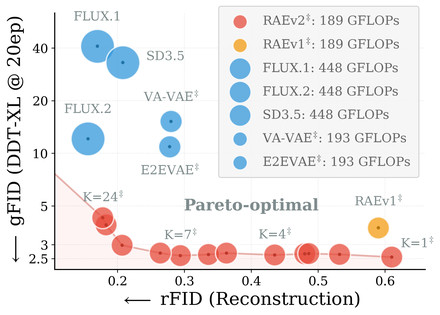 RAEv2‡: 189 GFLOPs
RAEv1‡: 189 GFLOPs
FLUX.1: 448 GFLOPs
FLUX.2: 448 GFLOPs
SD3.5: 448 GFLOPs
VA-VAE‡: 193 GFLOPs
E2EVAE‡: 193 GFLOPs
FLUX.1
SD3.5
VA-VAE‡
FLUX.2
E2EVAE‡
K=24‡
Pareto-optimal
RAEv1‡
K=7‡
K=4‡
K=1‡
40
20
10
5
3
2.5
0.2
0.3
0.4
0.5
0.6
← gFID (DDT-XL @ 20ep)
← rFID (Reconstruction)